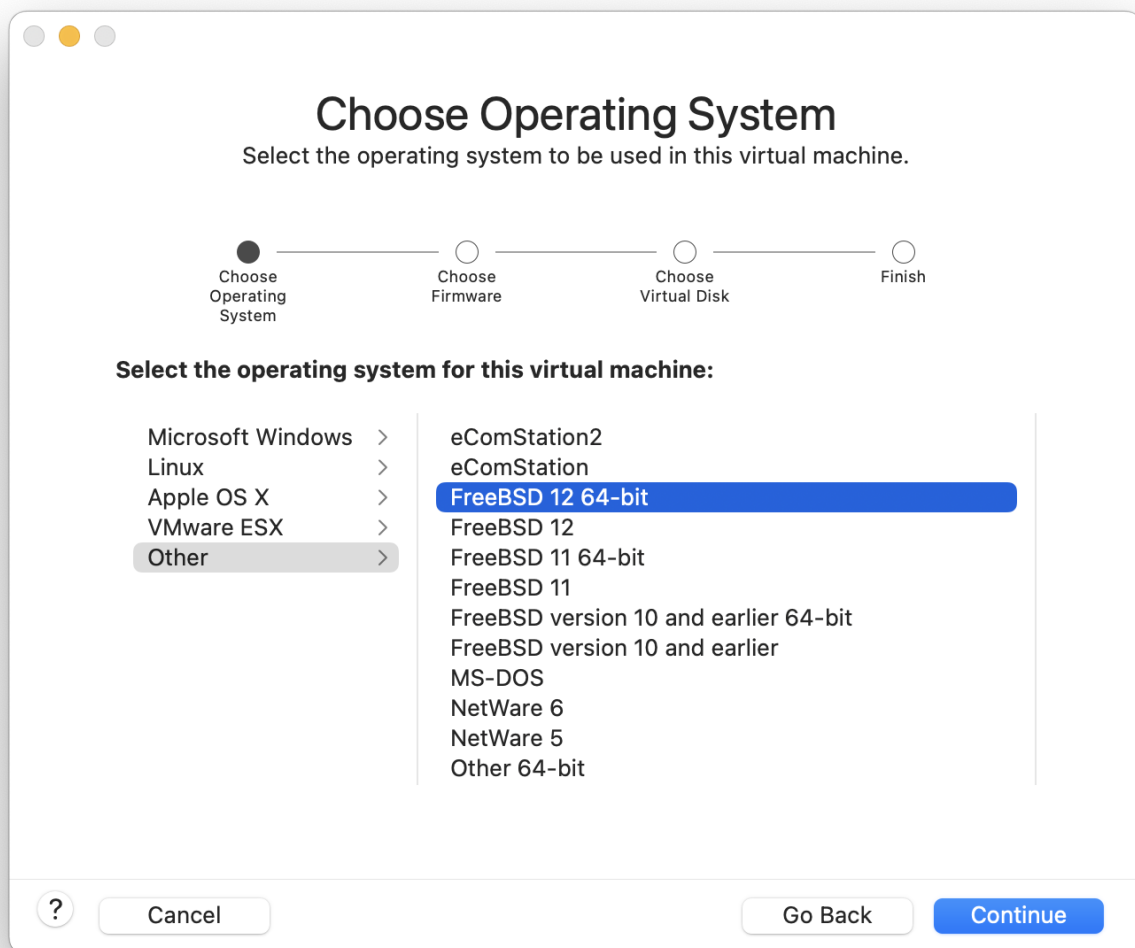 Choose Operating System
Select the operating system to be used in this virtual machine.
Choose
Operating
System
Choose
Firmware
Choose
Virtual Disk
Finish
Select the operating system for this virtual machine:
Microsoft Windows
Linux
Apple OS X
VMware ESX
Other
eComStation2
eComStation
FreeBSD 12 64-bit
FreeBSD 12
FreeBSD 11 64-bit
FreeBSD 11
FreeBSD version 10 and earlier 64-bit
FreeBSD version 10 and earlier
MS-DOS
NetWare 6
NetWare 5
Other 64-bit
?
Cancel
Go Back
Continue